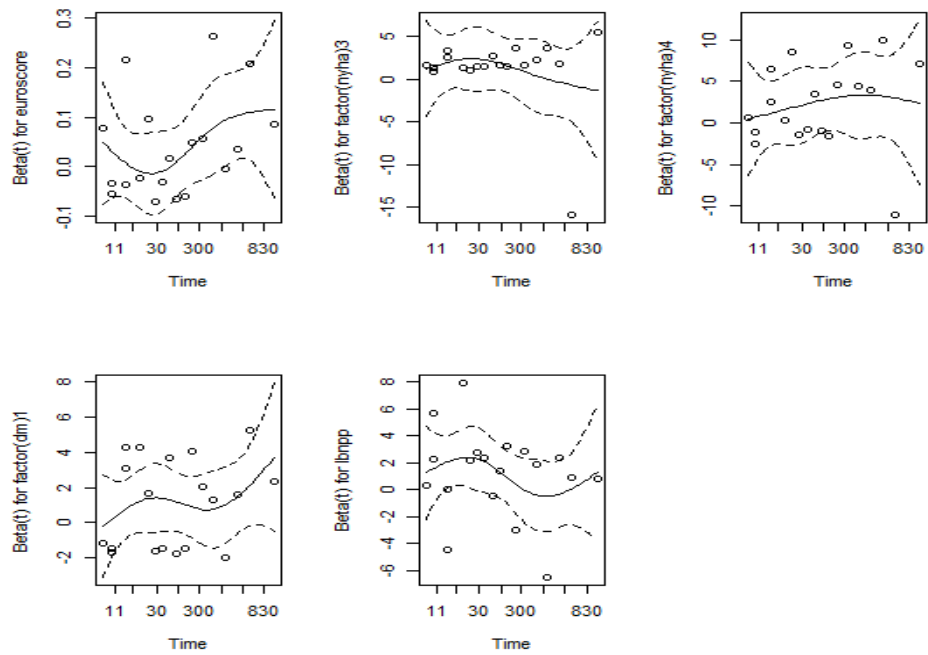 Beta(t) for euroscore
0.3
0.2
0.1
0.0
-0.1
11 30 300 830
Time
Beta(t) for factor(nyha)3
5
0
-5
-10
-15
11 30 300 830
Time
Beta(t) for factor(nyha)4
10
5
0
-5
-10
11 30 300 830
Time
Beta(t) for factor(dm)1
8
6
4
2
0
-2
11 30 300 830
Time
Beta(t) for lbnpp
8
6
4
2
0
-2
-4
-6
11 30 300 830
Time